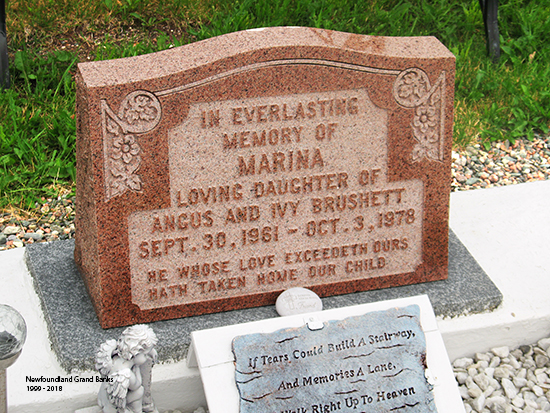 IN EVERLASTING
MEMORY OF
MARINA
LOVING DAUGHTER OF
ANGUS AND IVY BRUSHETT
SEPT. 30, 1961 - OCT. 3, 1978
HE WHOSE LOVE EXCEEDETH OURS
HATH TAKEN HOME OUR CHILD
If Tears Could Build A Stairway,
And Memories A Lane,
Walk Right Up To Heaven
Newfoundland Grand Banks
1999 - 2018